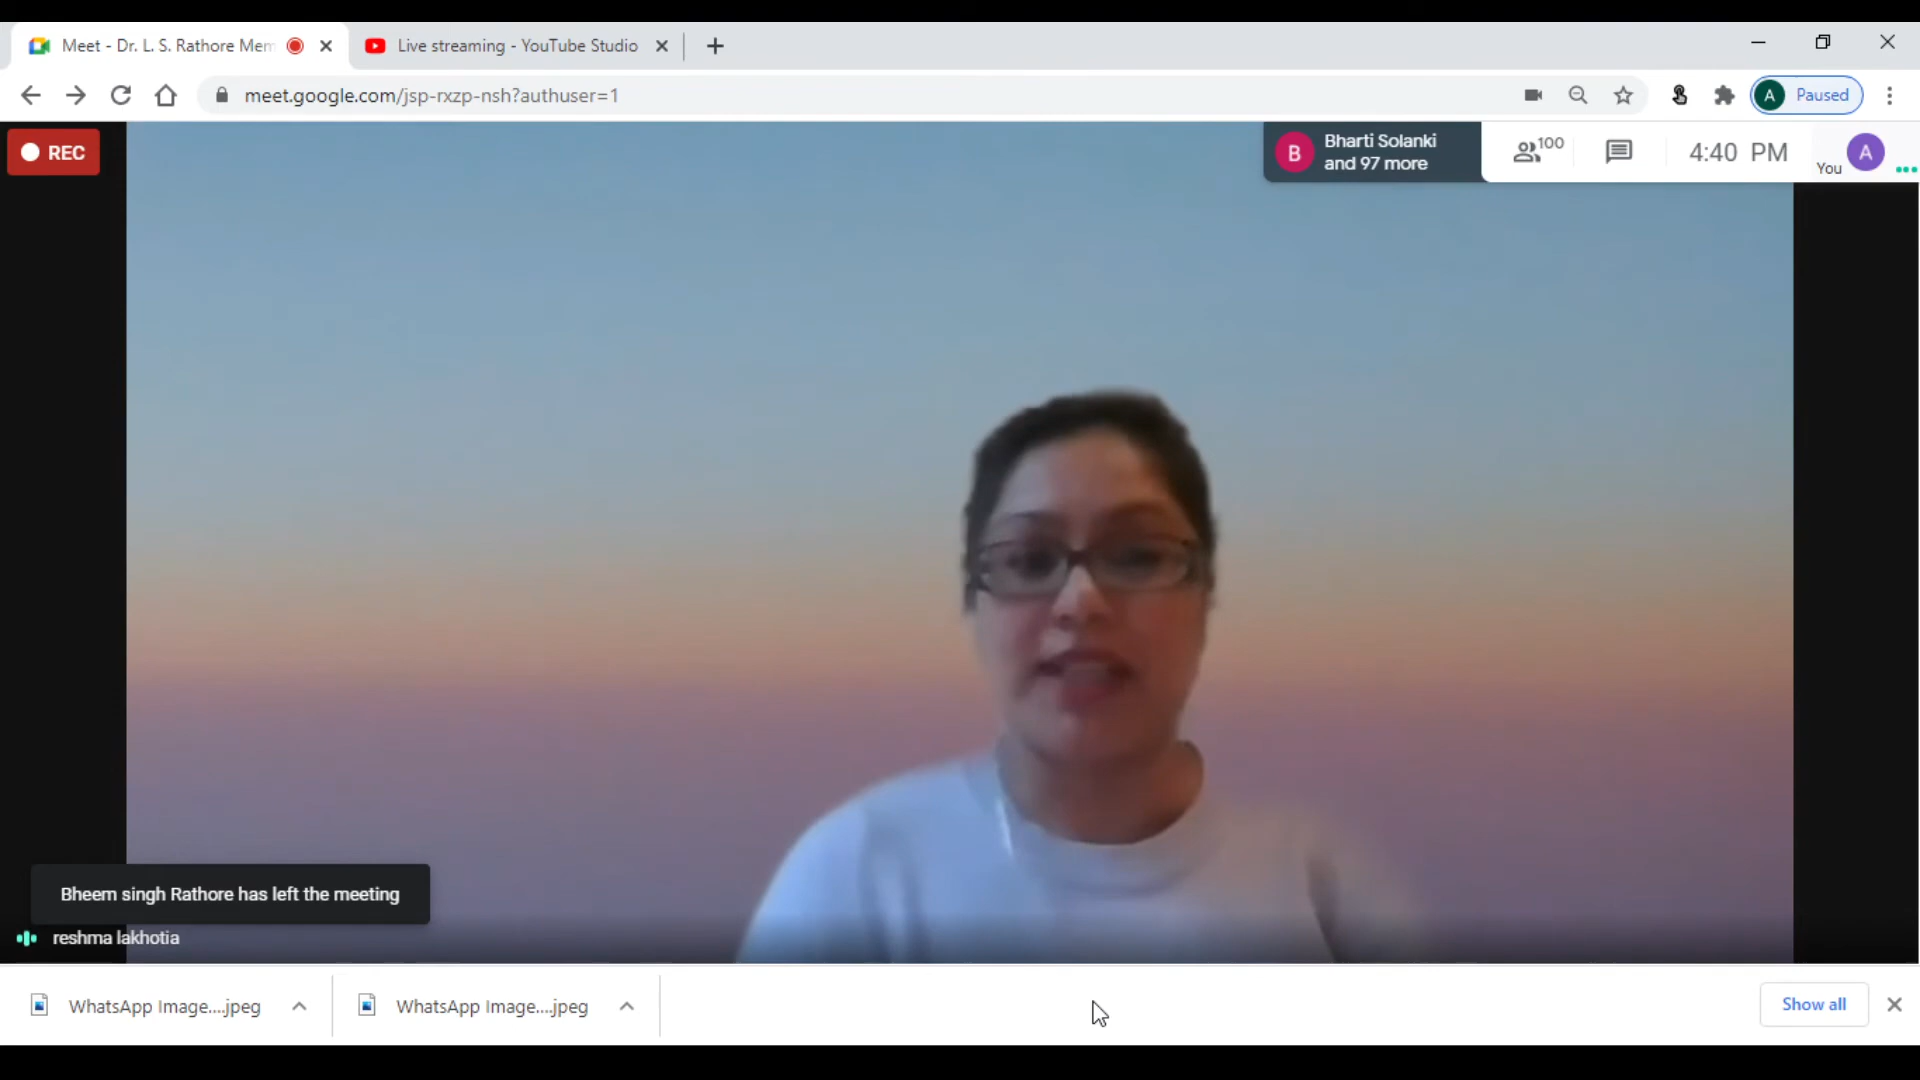 Meet - Dr. L. S. Rathore Mem
Live streaming - YouTube Studio
meet.google.com/jsp-rxzp-nsh?authuser=1
A Paused
REC
B
Bharti Solanki
and 97 more
100
4:40 PM
You
A
Bheem singh Rathore has left the meeting
reshma lakhotia
WhatsApp Image....jpeg
WhatsApp Image....jpeg
Show all